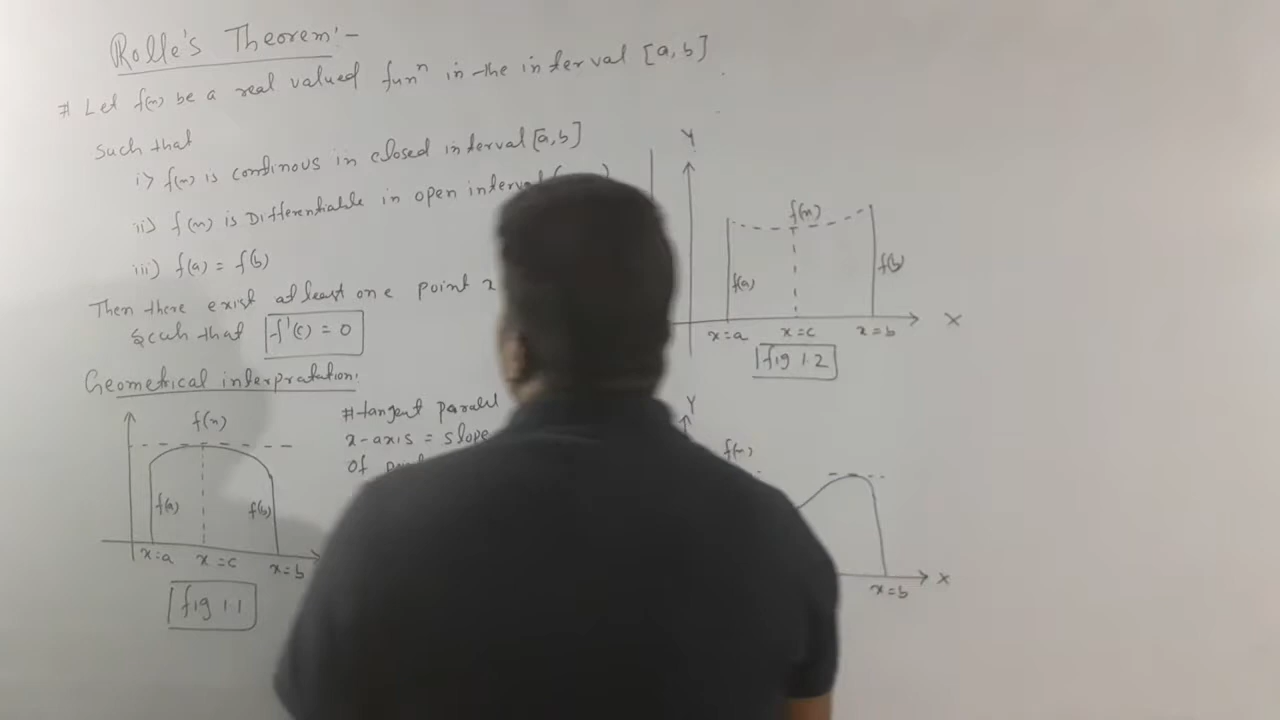 Rolle's Theorem:-
# Let f(x) be a real valued funⁿ in the interval [a, b]
such that
i> f(x) is continous in closed interval [a, b]
ii> f(x) is Differentiable in open interval
iii) f(a) = f(b)
Then there exist atleast one point x
such that f'(c) = 0
Geometrical interpratation:
f(x)
f(a)
f(b)
x=a
x=c
x=b
fig 1.1
# tangent parallel
x-axis = slope
of
Y
f(x)
f(a)
f(b)
x=a
x=c
x=b
X
fig 1.2
Y
f(x)
x=b
X